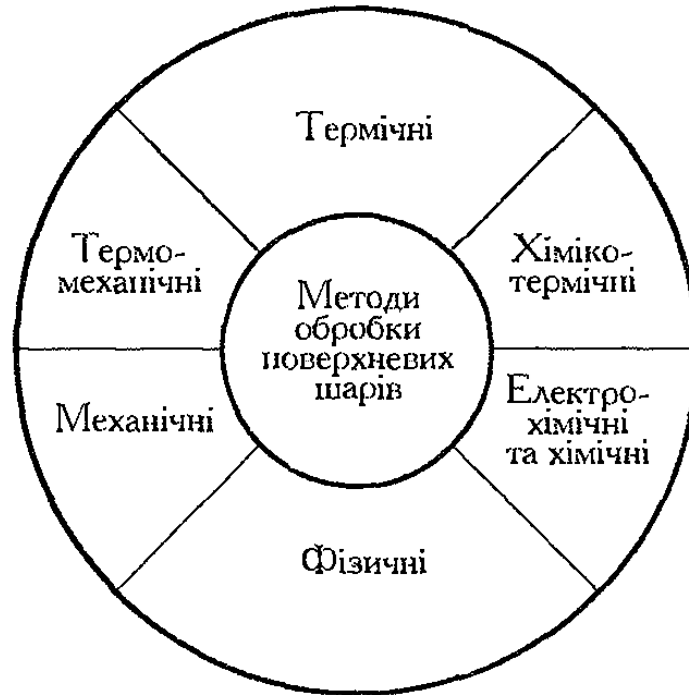 Термічні
Термо-
механічні
Хіміко-
термічні
Методи
обробки
поверхневих
шарів
Механічні
Електро-
хімічні
та хімічні
Фізичні